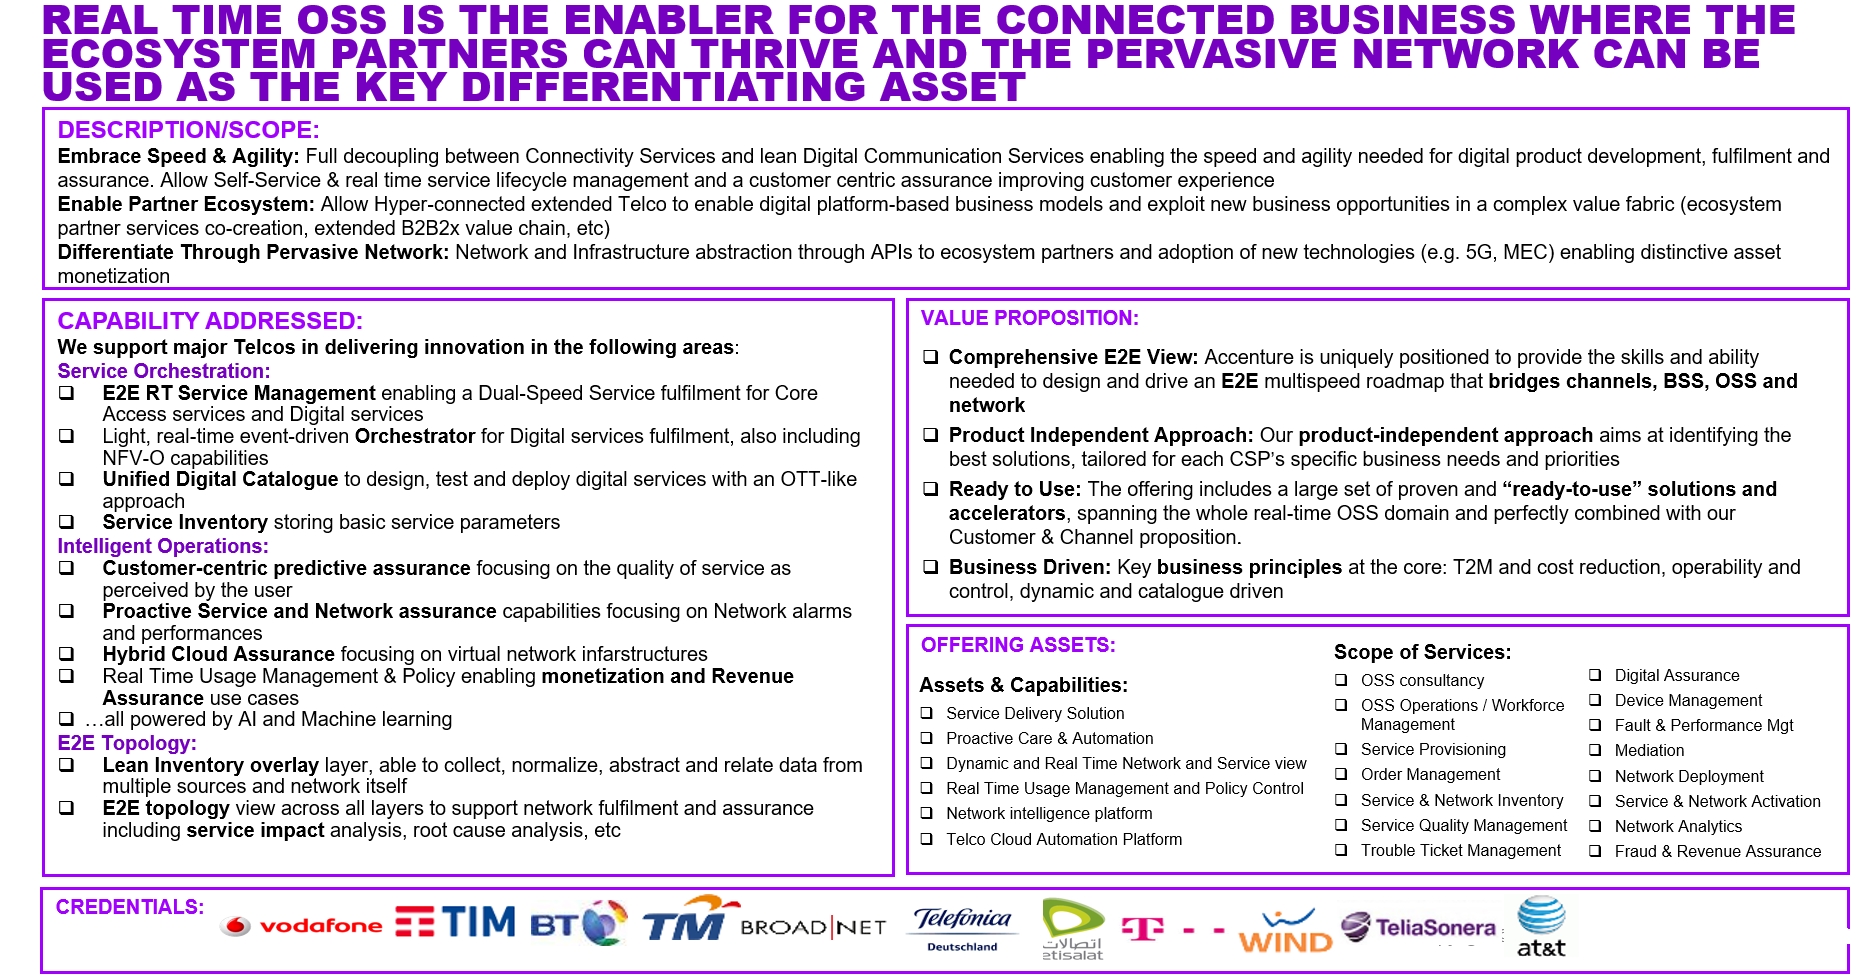 REAL TIME OSS IS THE ENABLER FOR THE CONNECTED BUSINESS WHERE THE
ECOSYSTEM PARTNERS CAN THRIVE AND THE PERVASIVE NETWORK CAN BE
USED AS THE KEY DIFFERENTIATING ASSET
DESCRIPTION/SCOPE:
Embrace Speed & Agility: Full decoupling between Connectivity Services and lean Digital Communication Services enabling the speed and agility needed for digital product development, fulfilment and
assurance. Allow Self-Service & real time service lifecycle management and a customer centric assurance improving customer experience
Enable Partner Ecosystem: Allow Hyper-connected extended Telco to enable digital platform-based business models and exploit new business opportunities in a complex value fabric (ecosystem
partner services co-creation, extended B2B2x value chain, etc)
Differentiate Through Pervasive Network: Network and Infrastructure abstraction through APIs to ecosystem partners and adoption of new technologies (e.g. 5G, MEC) enabling distinctive asset
monetization
CAPABILITY ADDRESSED:
We support major Telcos in delivering innovation in the following areas:
Service Orchestration:
E2E RT Service Management enabling a Dual-Speed Service fulfilment for Core
Access services and Digital services
Light, real-time event-driven Orchestrator for Digital services fulfilment, also including
NFV-O capabilities
Unified Digital Catalogue to design, test and deploy digital services with an OTT-like
approach
Service Inventory storing basic service parameters
Intelligent Operations:
Customer-centric predictive assurance focusing on the quality of service as
perceived by the user
Proactive Service and Network assurance capabilities focusing on Network alarms
and performances
Hybrid Cloud Assurance focusing on virtual network infarstructures
Real Time Usage Management & Policy enabling monetization and Revenue
Assurance use cases
…all powered by AI and Machine learning
E2E Topology:
Lean Inventory overlay layer, able to collect, normalize, abstract and relate data from
multiple sources and network itself
E2E topology view across all layers to support network fulfilment and assurance
including service impact analysis, root cause analysis, etc
VALUE PROPOSITION:
Comprehensive E2E View: Accenture is uniquely positioned to provide the skills and ability
needed to design and drive an E2E multispeed roadmap that bridges channels, BSS, OSS and
network
Product Independent Approach: Our product-independent approach aims at identifying the
best solutions, tailored for each CSP’s specific business needs and priorities
Ready to Use: The offering includes a large set of proven and “ready-to-use” solutions and
accelerators, spanning the whole real-time OSS domain and perfectly combined with our
Customer & Channel proposition.
Business Driven: Key business principles at the core: T2M and cost reduction, operability and
control, dynamic and catalogue driven
OFFERING ASSETS:
Assets & Capabilities:
Service Delivery Solution
Proactive Care & Automation
Dynamic and Real Time Network and Service view
Real Time Usage Management and Policy Control
Network intelligence platform
Telco Cloud Automation Platform
Scope of Services:
OSS consultancy
OSS Operations / Workforce
Management
Service Provisioning
Order Management
Service & Network Inventory
Service Quality Management
Trouble Ticket Management
Digital Assurance
Device Management
Fault & Performance Mgt
Mediation
Network Deployment
Service & Network Activation
Network Analytics
Fraud & Revenue Assurance
CREDENTIALS:
vodafone
TIM
BT
TM
BROAD|NET
Telefónica
Deutschland
اتصالات
etisalat
T
WIND
TeliaSonera
at&t